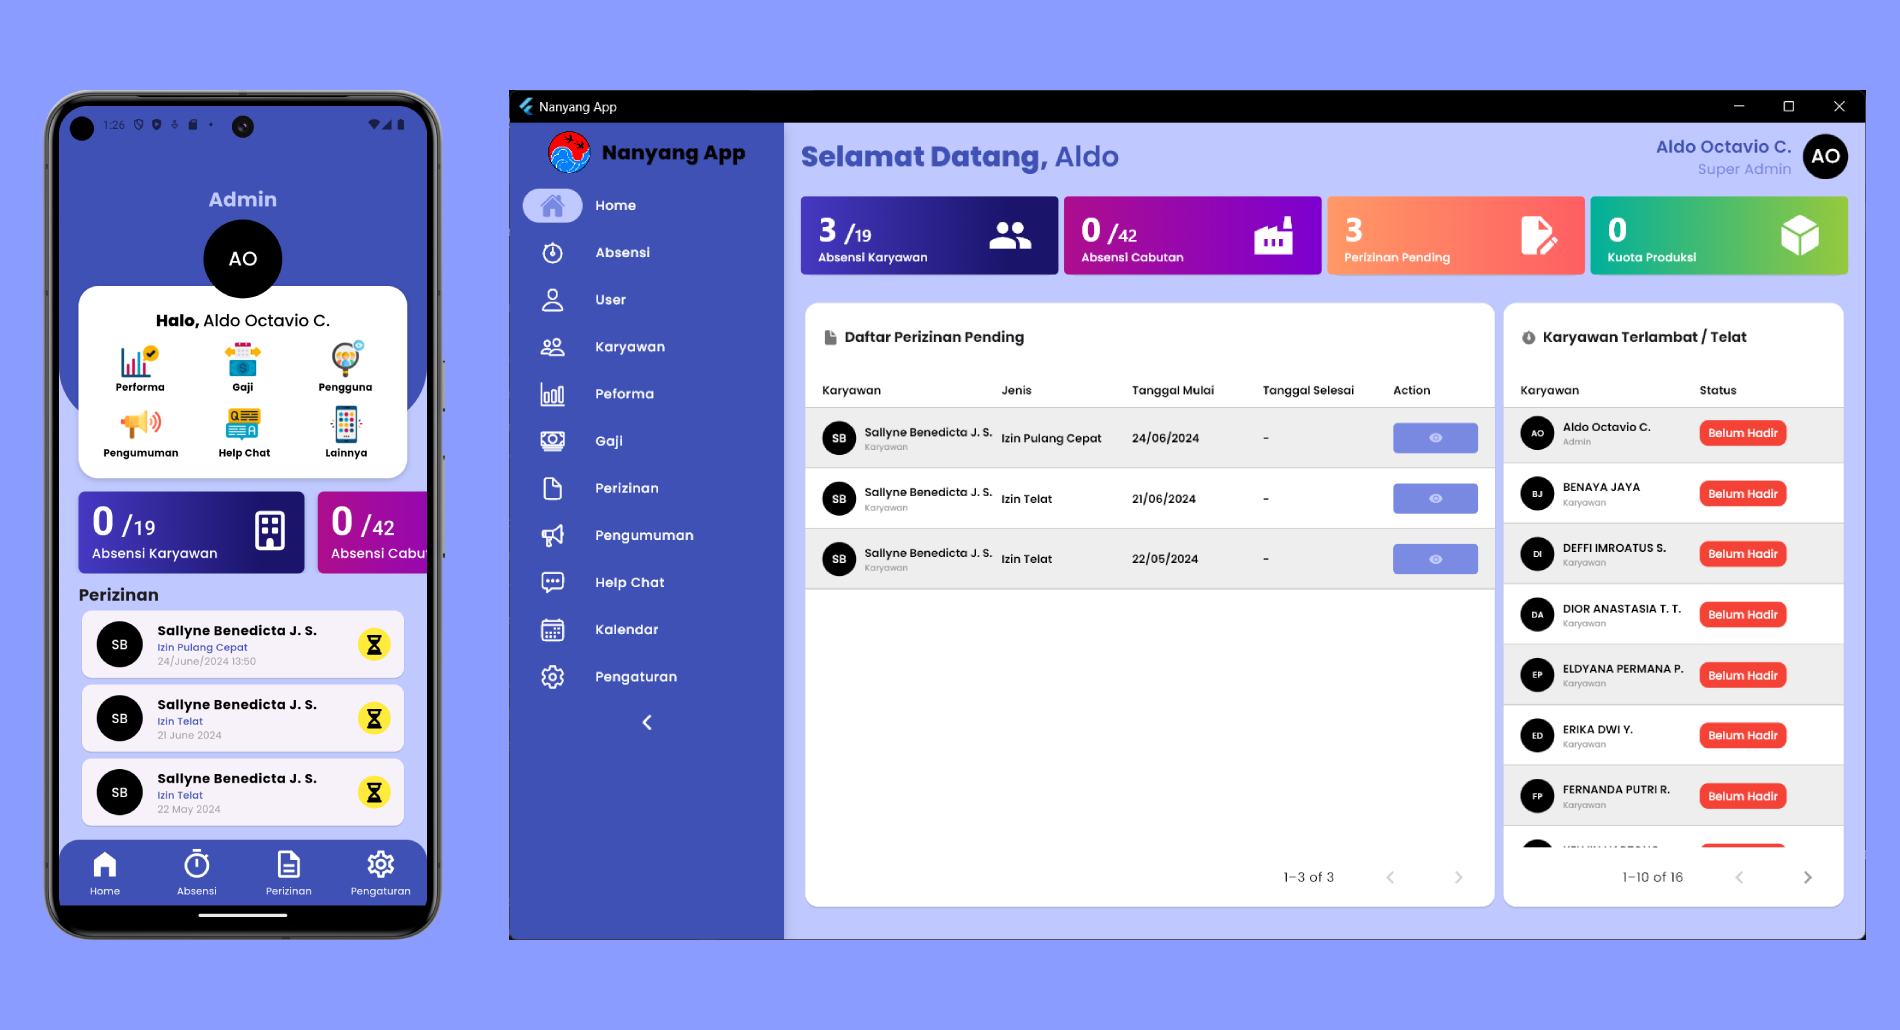 1:26
Admin
AO
Halo, Aldo Octavio C.
Performa
Gaji
Pengguna
Pengumuman
Help Chat
Lainnya
0 /19
Absensi Karyawan
0 /42
Absensi Cabut
Perizinan
SB
Sallyne Benedicta J. S.
Izin Pulang Cepat
24/June/2024 13:50
SB
Sallyne Benedicta J. S.
Izin Telat
21 June 2024
SB
Sallyne Benedicta J. S.
Izin Telat
22 May 2024
Home
Absensi
Perizinan
Pengaturan
Nanyang App
Nanyang App
Home
Absensi
User
Karyawan
Peforma
Gaji
Perizinan
Pengumuman
Help Chat
Kalendar
Pengaturan
Selamat Datang, Aldo
Aldo Octavio C.
Super Admin
AO
3 /19
Absensi Karyawan
0 /42
Absensi Cabutan
3
Perizinan Pending
0
Kuota Produksi
Daftar Perizinan Pending
Karyawan Jenis Tanggal Mulai Tanggal Selesai Action
SB Sallyne Benedicta J. S. Izin Pulang Cepat 24/06/2024 -
Karyawan
SB Sallyne Benedicta J. S. Izin Telat 21/06/2024 -
Karyawan
SB Sallyne Benedicta J. S. Izin Telat 22/05/2024 -
Karyawan
1–3 of 3
Karyawan Terlambat / Telat
Karyawan Status
AO Aldo Octavio C. Belum Hadir
Admin
BJ BENAYA JAYA Belum Hadir
Karyawan
DI DEFFI IMROATUS S. Belum Hadir
Karyawan
DA DIOR ANASTASIA T. T. Belum Hadir
Karyawan
EP ELDYANA PERMANA P. Belum Hadir
Karyawan
ED ERIKA DWI Y. Belum Hadir
Karyawan
FP FERNANDA PUTRI R. Belum Hadir
Karyawan
1–10 of 16